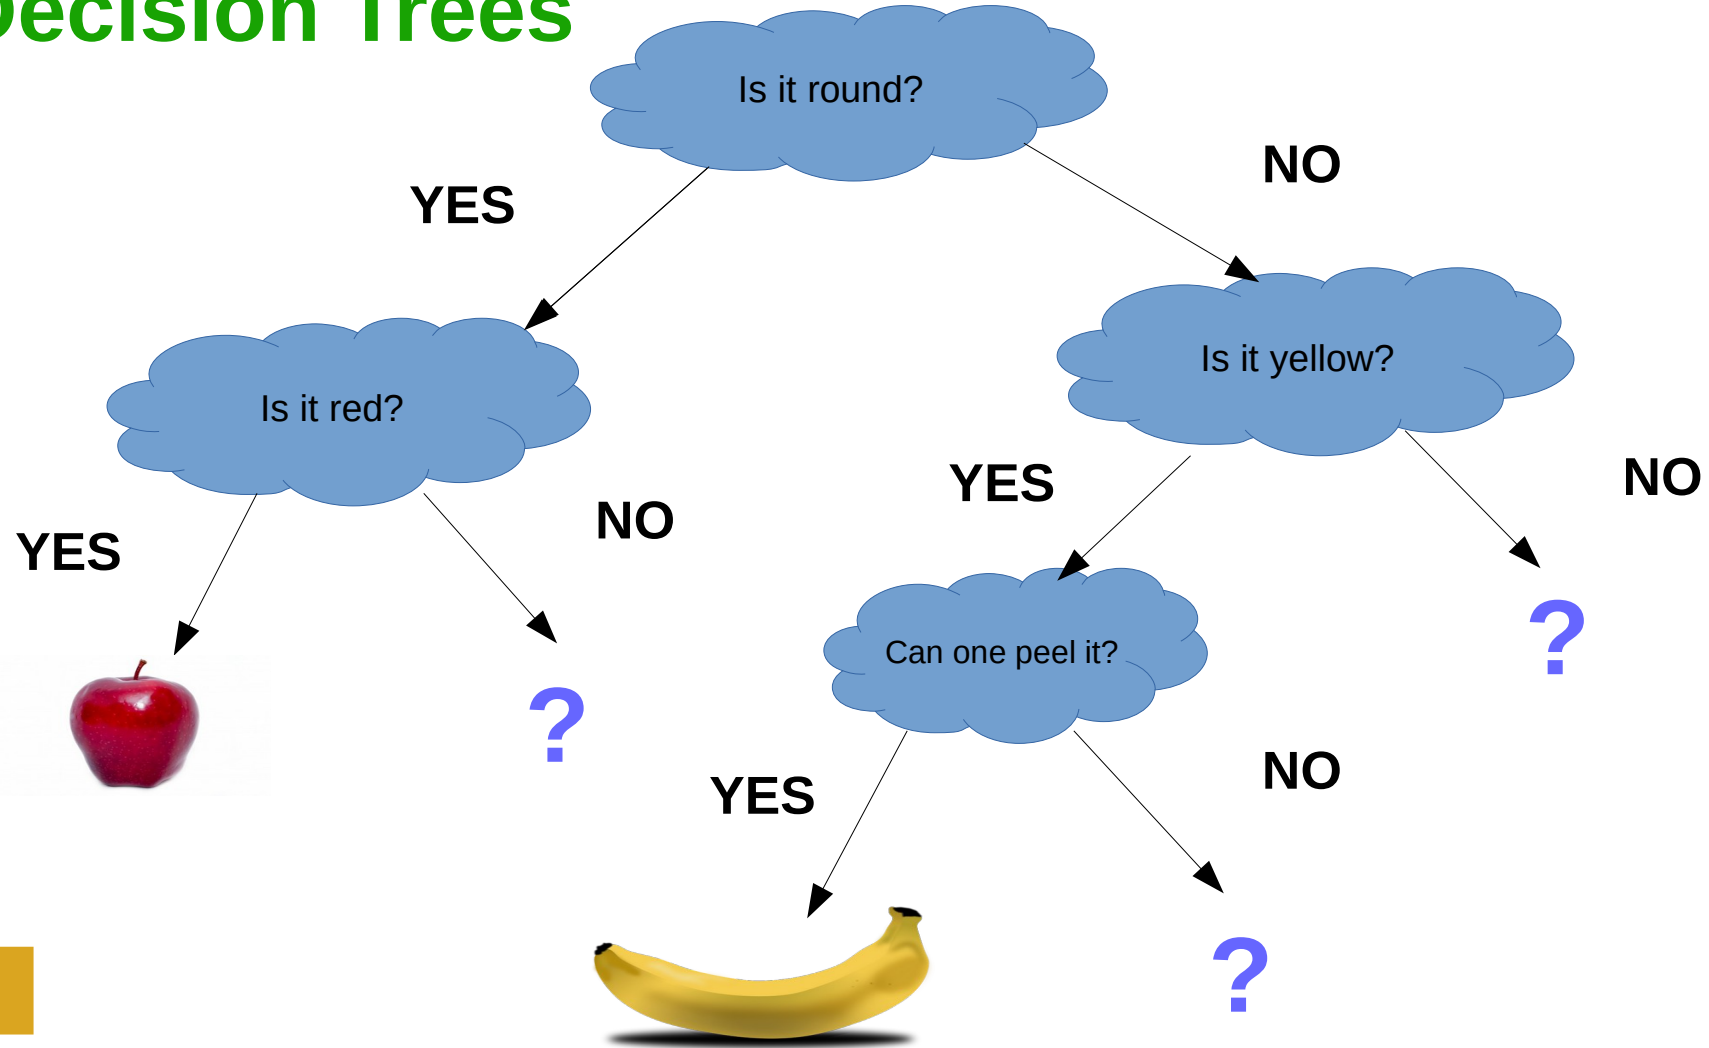 Decision Trees
Is it round?
YES
NO
Is it red?
Is it yellow?
YES
NO
YES
NO
?
Can one peel it?
?
YES
NO
?